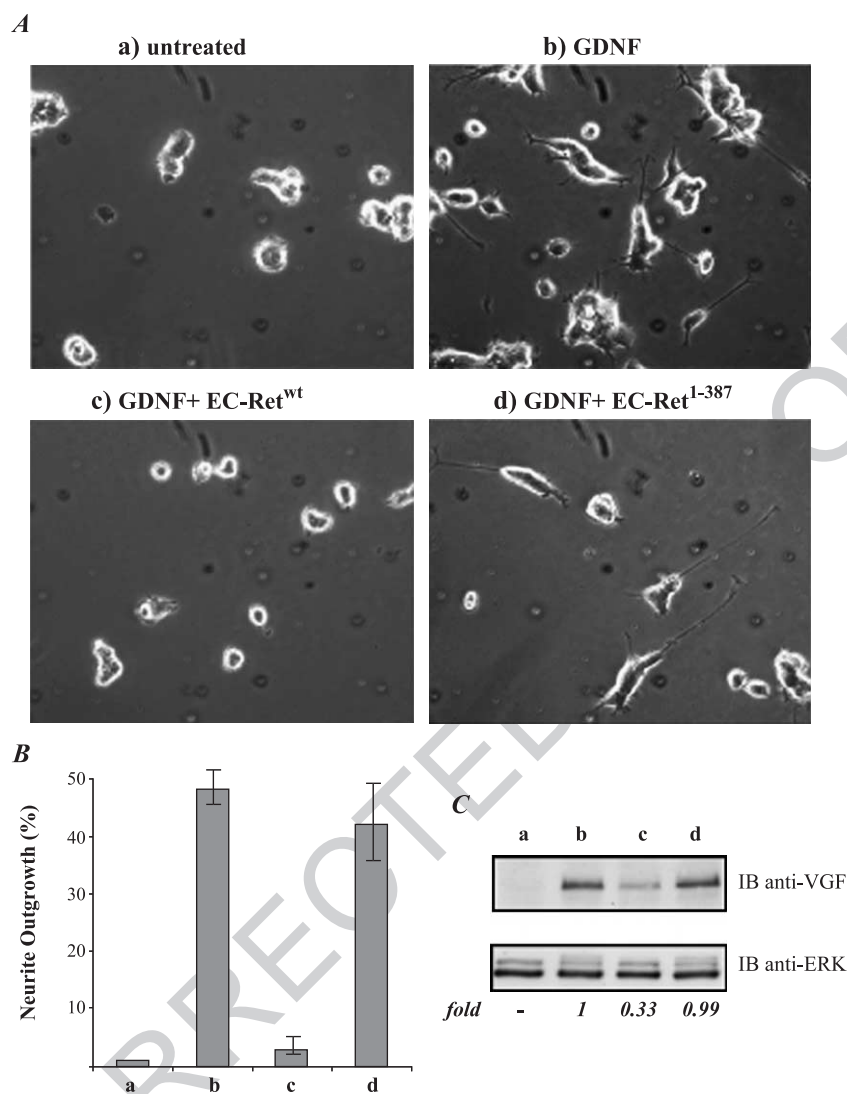 A
a) untreated
b) GDNF
c) GDNF+ EC-Ret^wt
d) GDNF+ EC-Ret^1-387
B
Neurite Outgrowth (%)
50
40
30
20
10
a b c d
C
a b c d
IB anti-VGF
IB anti-ERK
fold - 1 0.33 0.99
RRECTED